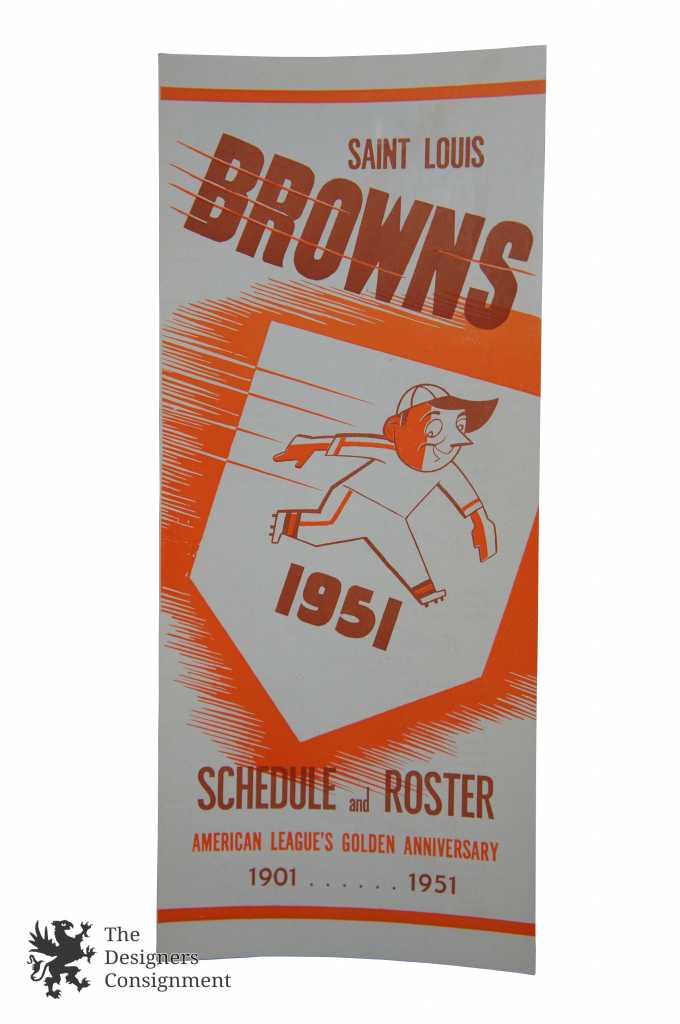 SAINT LOUIS
BROWNS
1951
SCHEDULE and ROSTER
AMERICAN LEAGUE'S GOLDEN ANNIVERSARY
1901 ...... 1951
The
Designers
Consignment